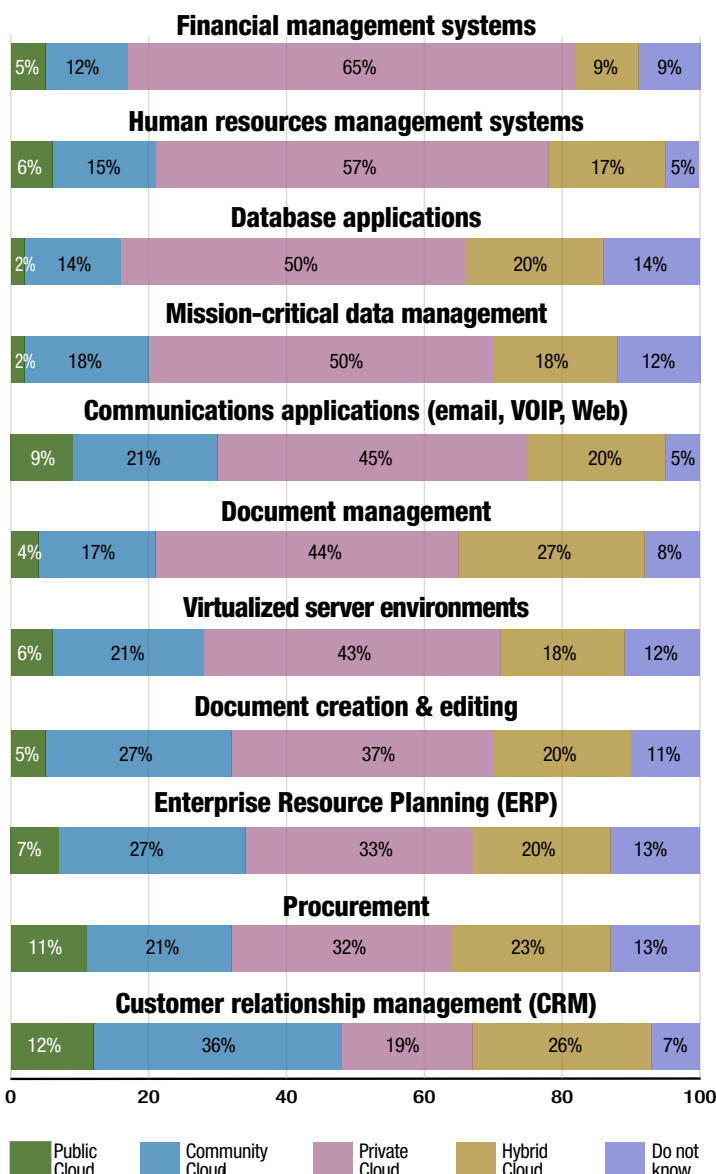 Financial management systems
5% 12% 65% 9% 9%
Human resources management systems
6% 15% 57% 17% 5%
Database applications
2% 14% 50% 20% 14%
Mission-critical data management
2% 18% 50% 18% 12%
Communications applications (email, VOIP, Web)
9% 21% 45% 20% 5%
Document management
4% 17% 44% 27% 8%
Virtualized server environments
6% 21% 43% 18% 12%
Document creation & editing
5% 27% 37% 20% 11%
Enterprise Resource Planning (ERP)
7% 27% 33% 20% 13%
Procurement
11% 21% 32% 23% 13%
Customer relationship management (CRM)
12% 36% 19% 26% 7%
0 20 40 60 80 100
Public Community Private Hybrid Do not
Cloud Cloud Cloud Cloud know